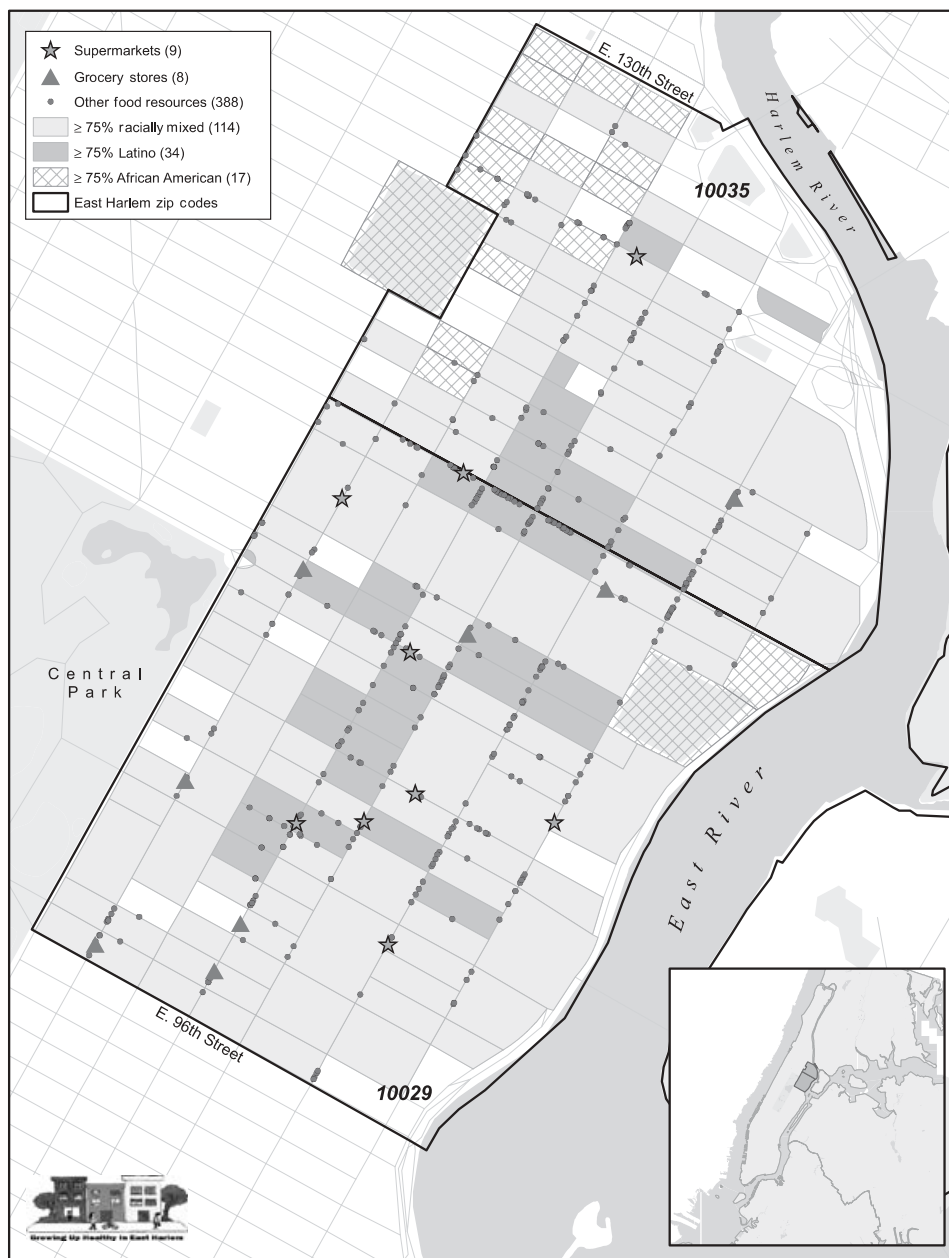 Supermarkets (9)
Grocery stores (8)
Other food resources (388)
≥ 75% racially mixed (114)
≥ 75% Latino (34)
≥ 75% African American (17)
East Harlem zip codes
E. 130th Street
Harlem River
10035
Central
Park
East River
E. 96th Street
10029
Growing Up Healthy in East Harlem